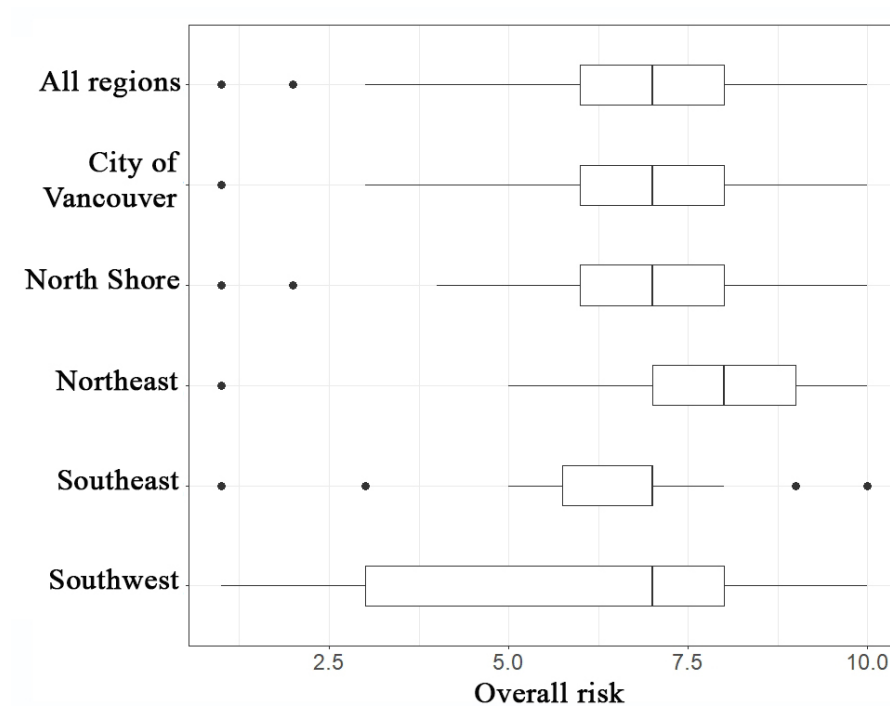 All regions
City of
Vancouver
North Shore
Northeast
Southeast
Southwest
2.5 5.0 7.5 10.0
Overall risk